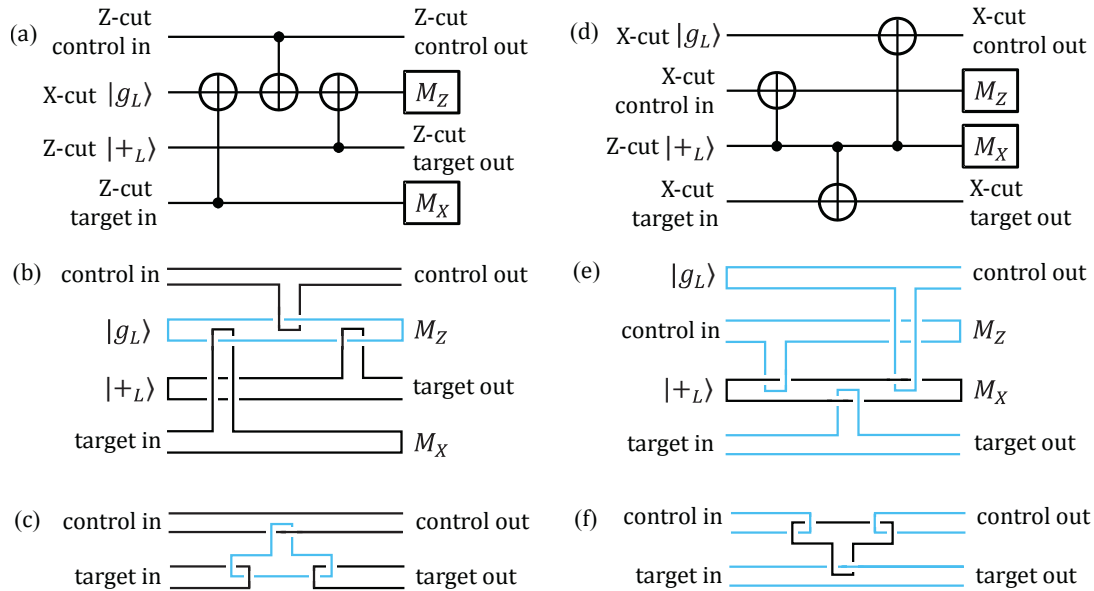 (a)
Z-cut
control in
Z-cut
control out
X-cut |g_L⟩
M_Z
Z-cut |+_L⟩
Z-cut
target out
Z-cut
target in
M_X
(b)
control in
control out
|g_L⟩
M_Z
|+_L⟩
target out
target in
M_X
(c)
control in
control out
target in
target out
(d)
X-cut |g_L⟩
X-cut
control out
X-cut
control in
M_Z
Z-cut |+_L⟩
M_X
X-cut
target in
X-cut
target out
(e)
|g_L⟩
control out
control in
M_Z
|+_L⟩
M_X
target in
target out
(f)
control in
control out
target in
target out